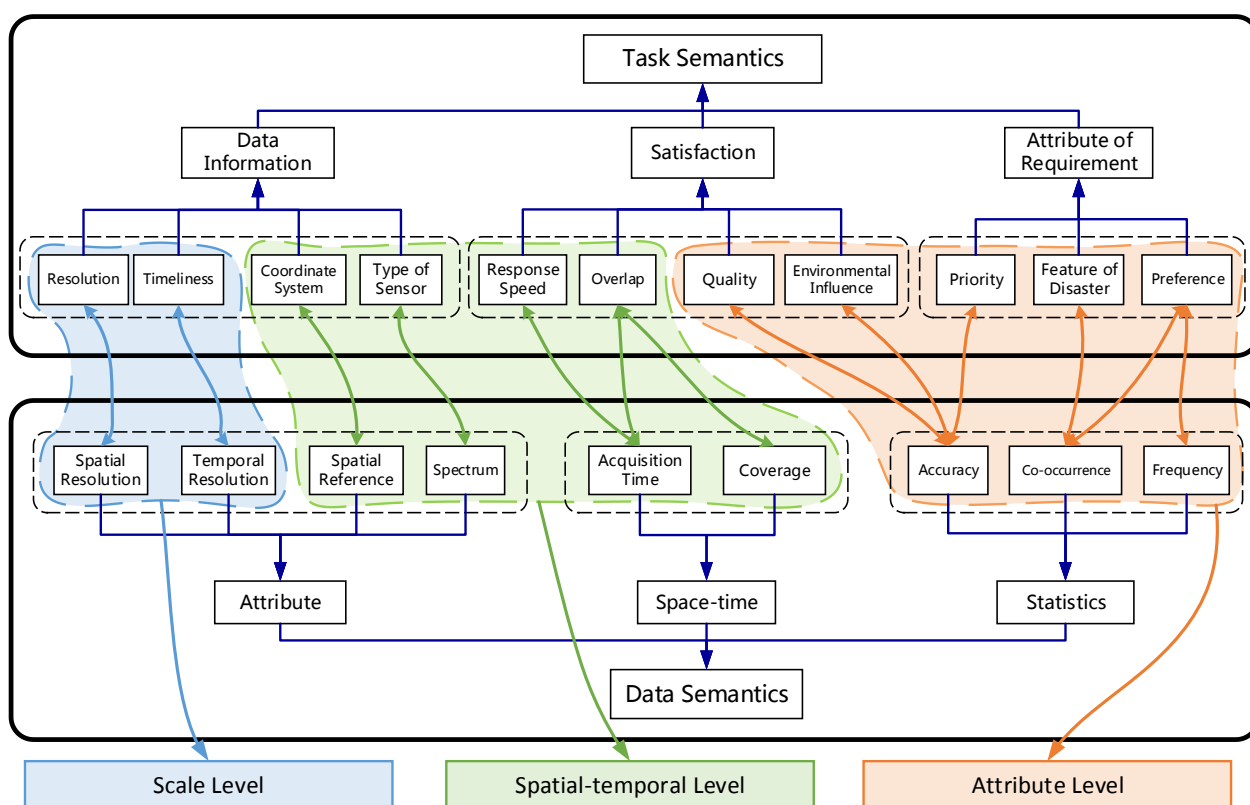 Task Semantics
Data
Information
Satisfaction
Attribute of
Requirement
Resolution
Timeliness
Coordinate
System
Type of
Sensor
Response
Speed
Overlap
Quality
Environmental
Influence
Priority
Feature of
Disaster
Preference
Spatial
Resolution
Temporal
Resolution
Spatial
Reference
Spectrum
Acquisition
Time
Coverage
Accuracy
Co-occurrence
Frequency
Attribute
Space-time
Statistics
Data Semantics
Scale Level
Spatial-temporal Level
Attribute Level